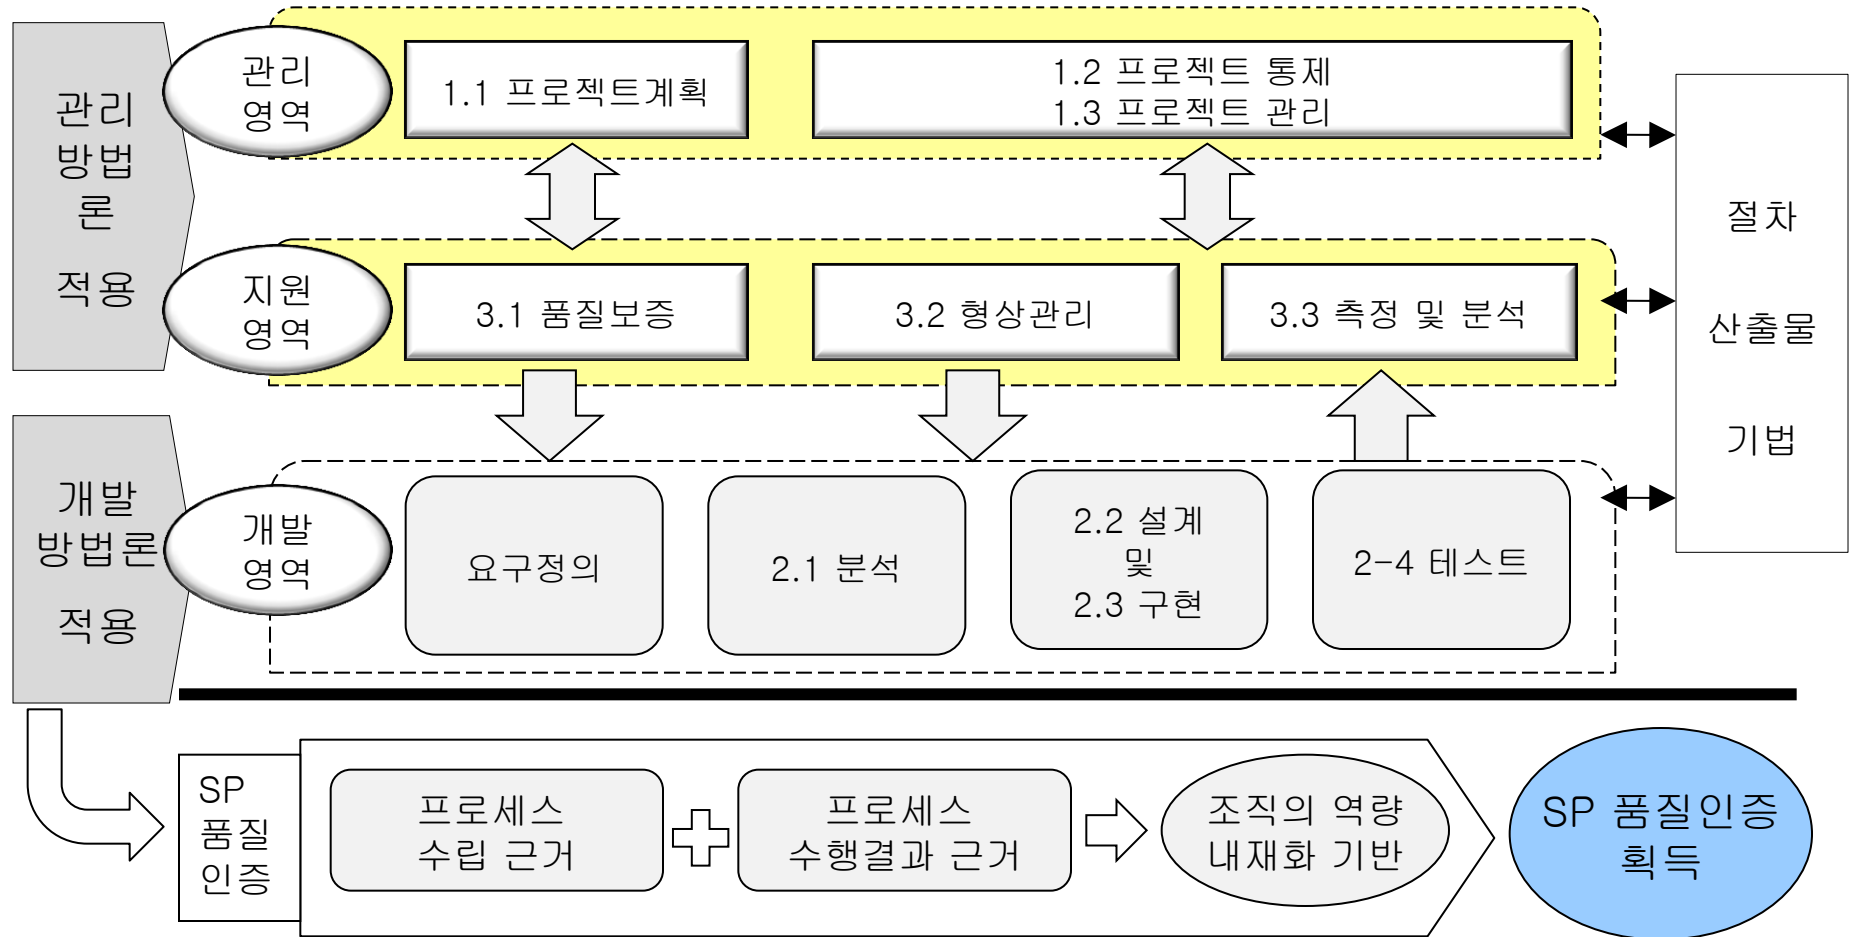 관리
방법
론
적용
관리
영역
1.1 프로젝트계획
1.2 프로젝트 통제
1.3 프로젝트 관리
지원
영역
3.1 품질보증
3.2 형상관리
3.3 측정 및 분석
절차
산출물
기법
개발
방법론
적용
개발
영역
요구정의
2.1 분석
2.2 설계
및
2.3 구현
2-4 테스트
SP
품질
인증
프로세스
수립 근거
프로세스
수행결과 근거
조직의 역량
내재화 기반
SP 품질인증
획득